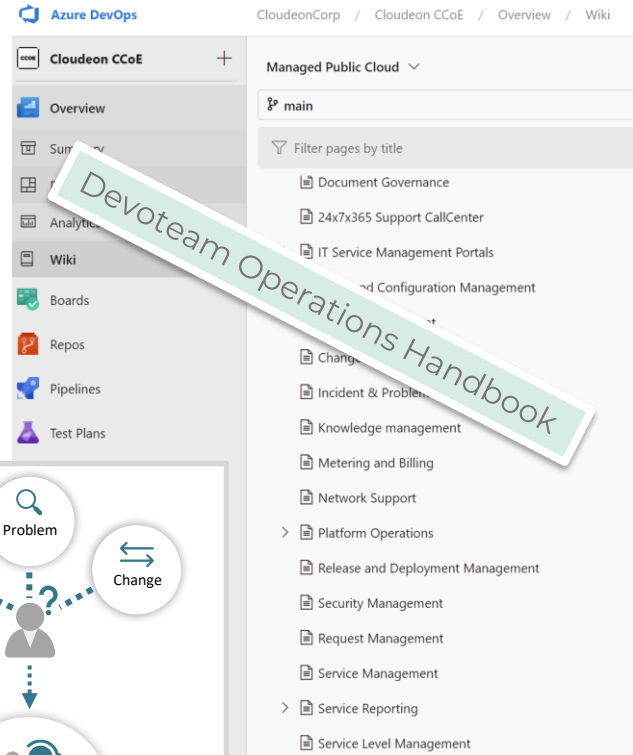 Azure DevOps
CloudeonCorp / Cloudeon CCoE / Overview / Wiki
Cloudeon CCoE
Managed Public Cloud
Overview
main
Filter pages by title
Document Governance
24x7x365 Support CallCenter
Analytics
IT Service Management Portals
Wiki
Configuration Management
Boards
Repos
Pipelines
Incident &
Test Plans
Knowledge management
Metering and Billing
Network Support
Platform Operations
Release and Deployment Management
Security Management
Request Management
Service Management
Service Reporting
Service Level Management
Devoteam Operations Handbook
Problem
Change
?